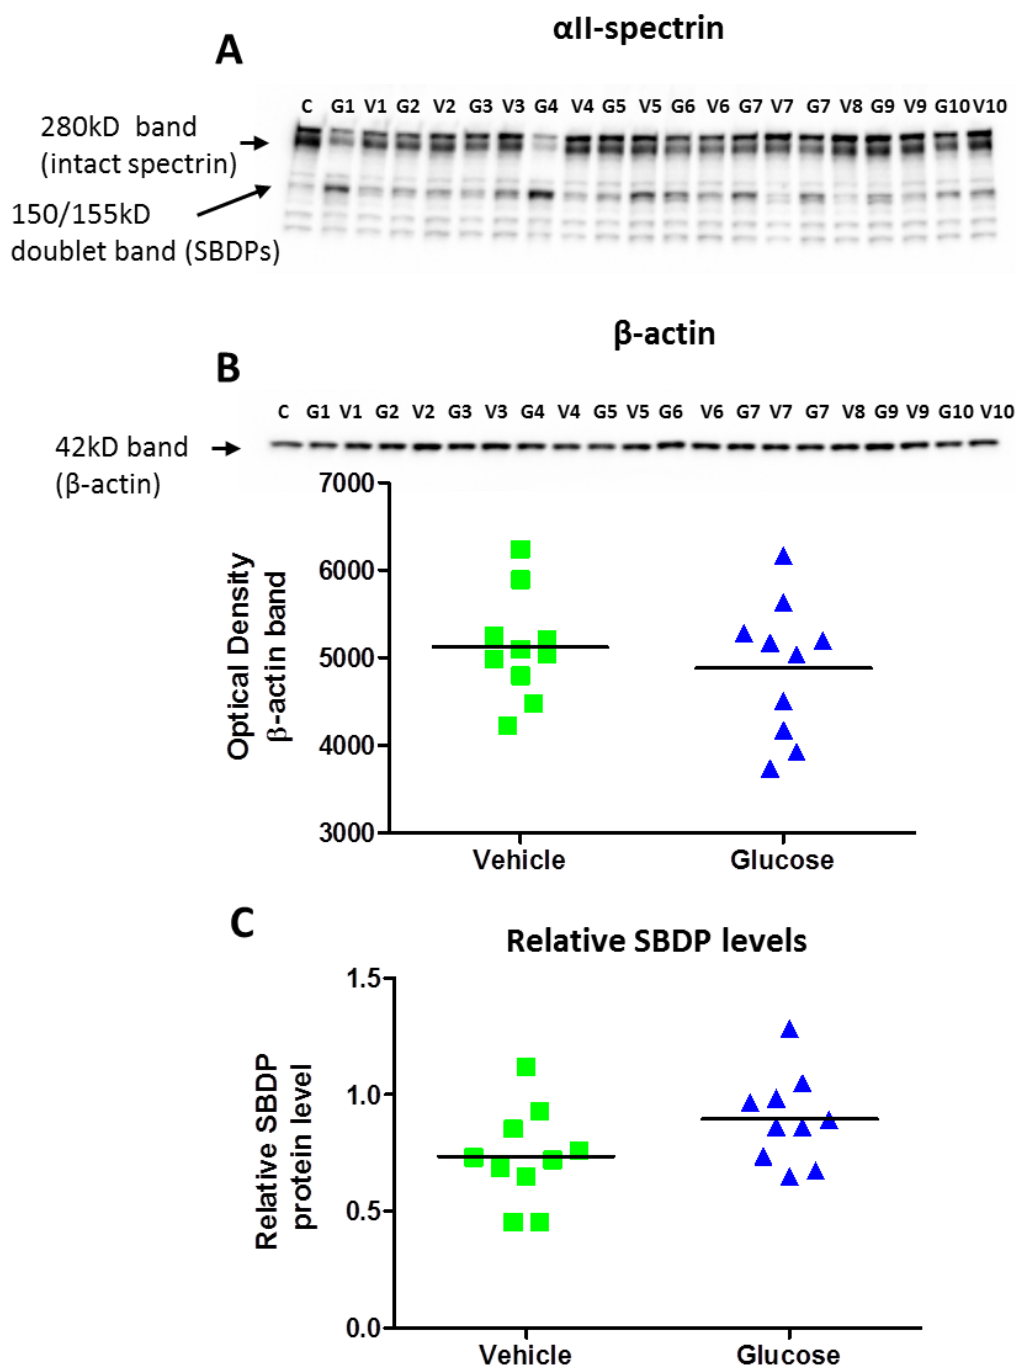 A
αII-spectrin
C G1 V1 G2 V2 G3 V3 G4 V4 G5 V5 G6 V6 G7 V7 G7 V8 G9 V9 G10 V10
280kD band
(intact spectrin)
150/155kD
doublet band (SBDPs)
β-actin
B
C G1 V1 G2 V2 G3 V3 G4 V4 G5 V5 G6 V6 G7 V7 G7 V8 G9 V9 G10 V10
42kD band
(β-actin)
7000
6000
5000
4000
3000
Optical Density
β-actin band
Vehicle Glucose
C
Relative SBDP levels
1.5
1.0
0.5
0.0
Relative SBDP
protein level
Vehicle Glucose